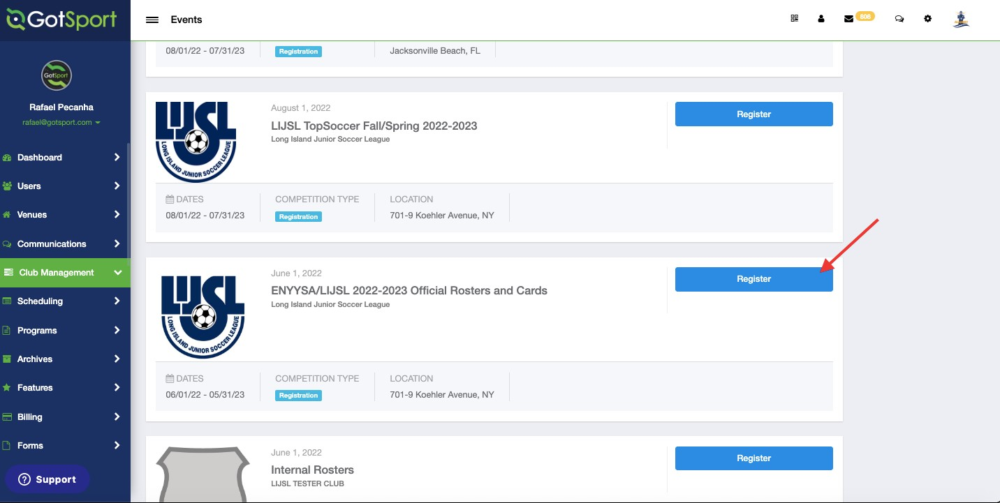 GotSport
Events
808
GotSport
Rafael Pecanha
rafael@gotsport.com
Dashboard
Users
Venues
Communications
Club Management
Scheduling
Programs
Archives
Features
Billing
Forms
Support
08/01/22 - 07/31/23
Registration
Jacksonville Beach, FL
LIJSL
LONG ISLAND JUNIOR SOCCER LEAGUE
August 1, 2022
LIJSL TopSoccer Fall/Spring 2022-2023
Long Island Junior Soccer League
Register
DATES COMPETITION TYPE LOCATION
08/01/22 - 07/31/23 Registration 701-9 Koehler Avenue, NY
LIJSL
LONG ISLAND JUNIOR SOCCER LEAGUE
June 1, 2022
ENYYSA/LIJSL 2022-2023 Official Rosters and Cards
Long Island Junior Soccer League
Register
DATES COMPETITION TYPE LOCATION
06/01/22 - 05/31/23 Registration 701-9 Koehler Avenue, NY
June 1, 2022
Internal Rosters
LIJSL TESTER CLUB
Register